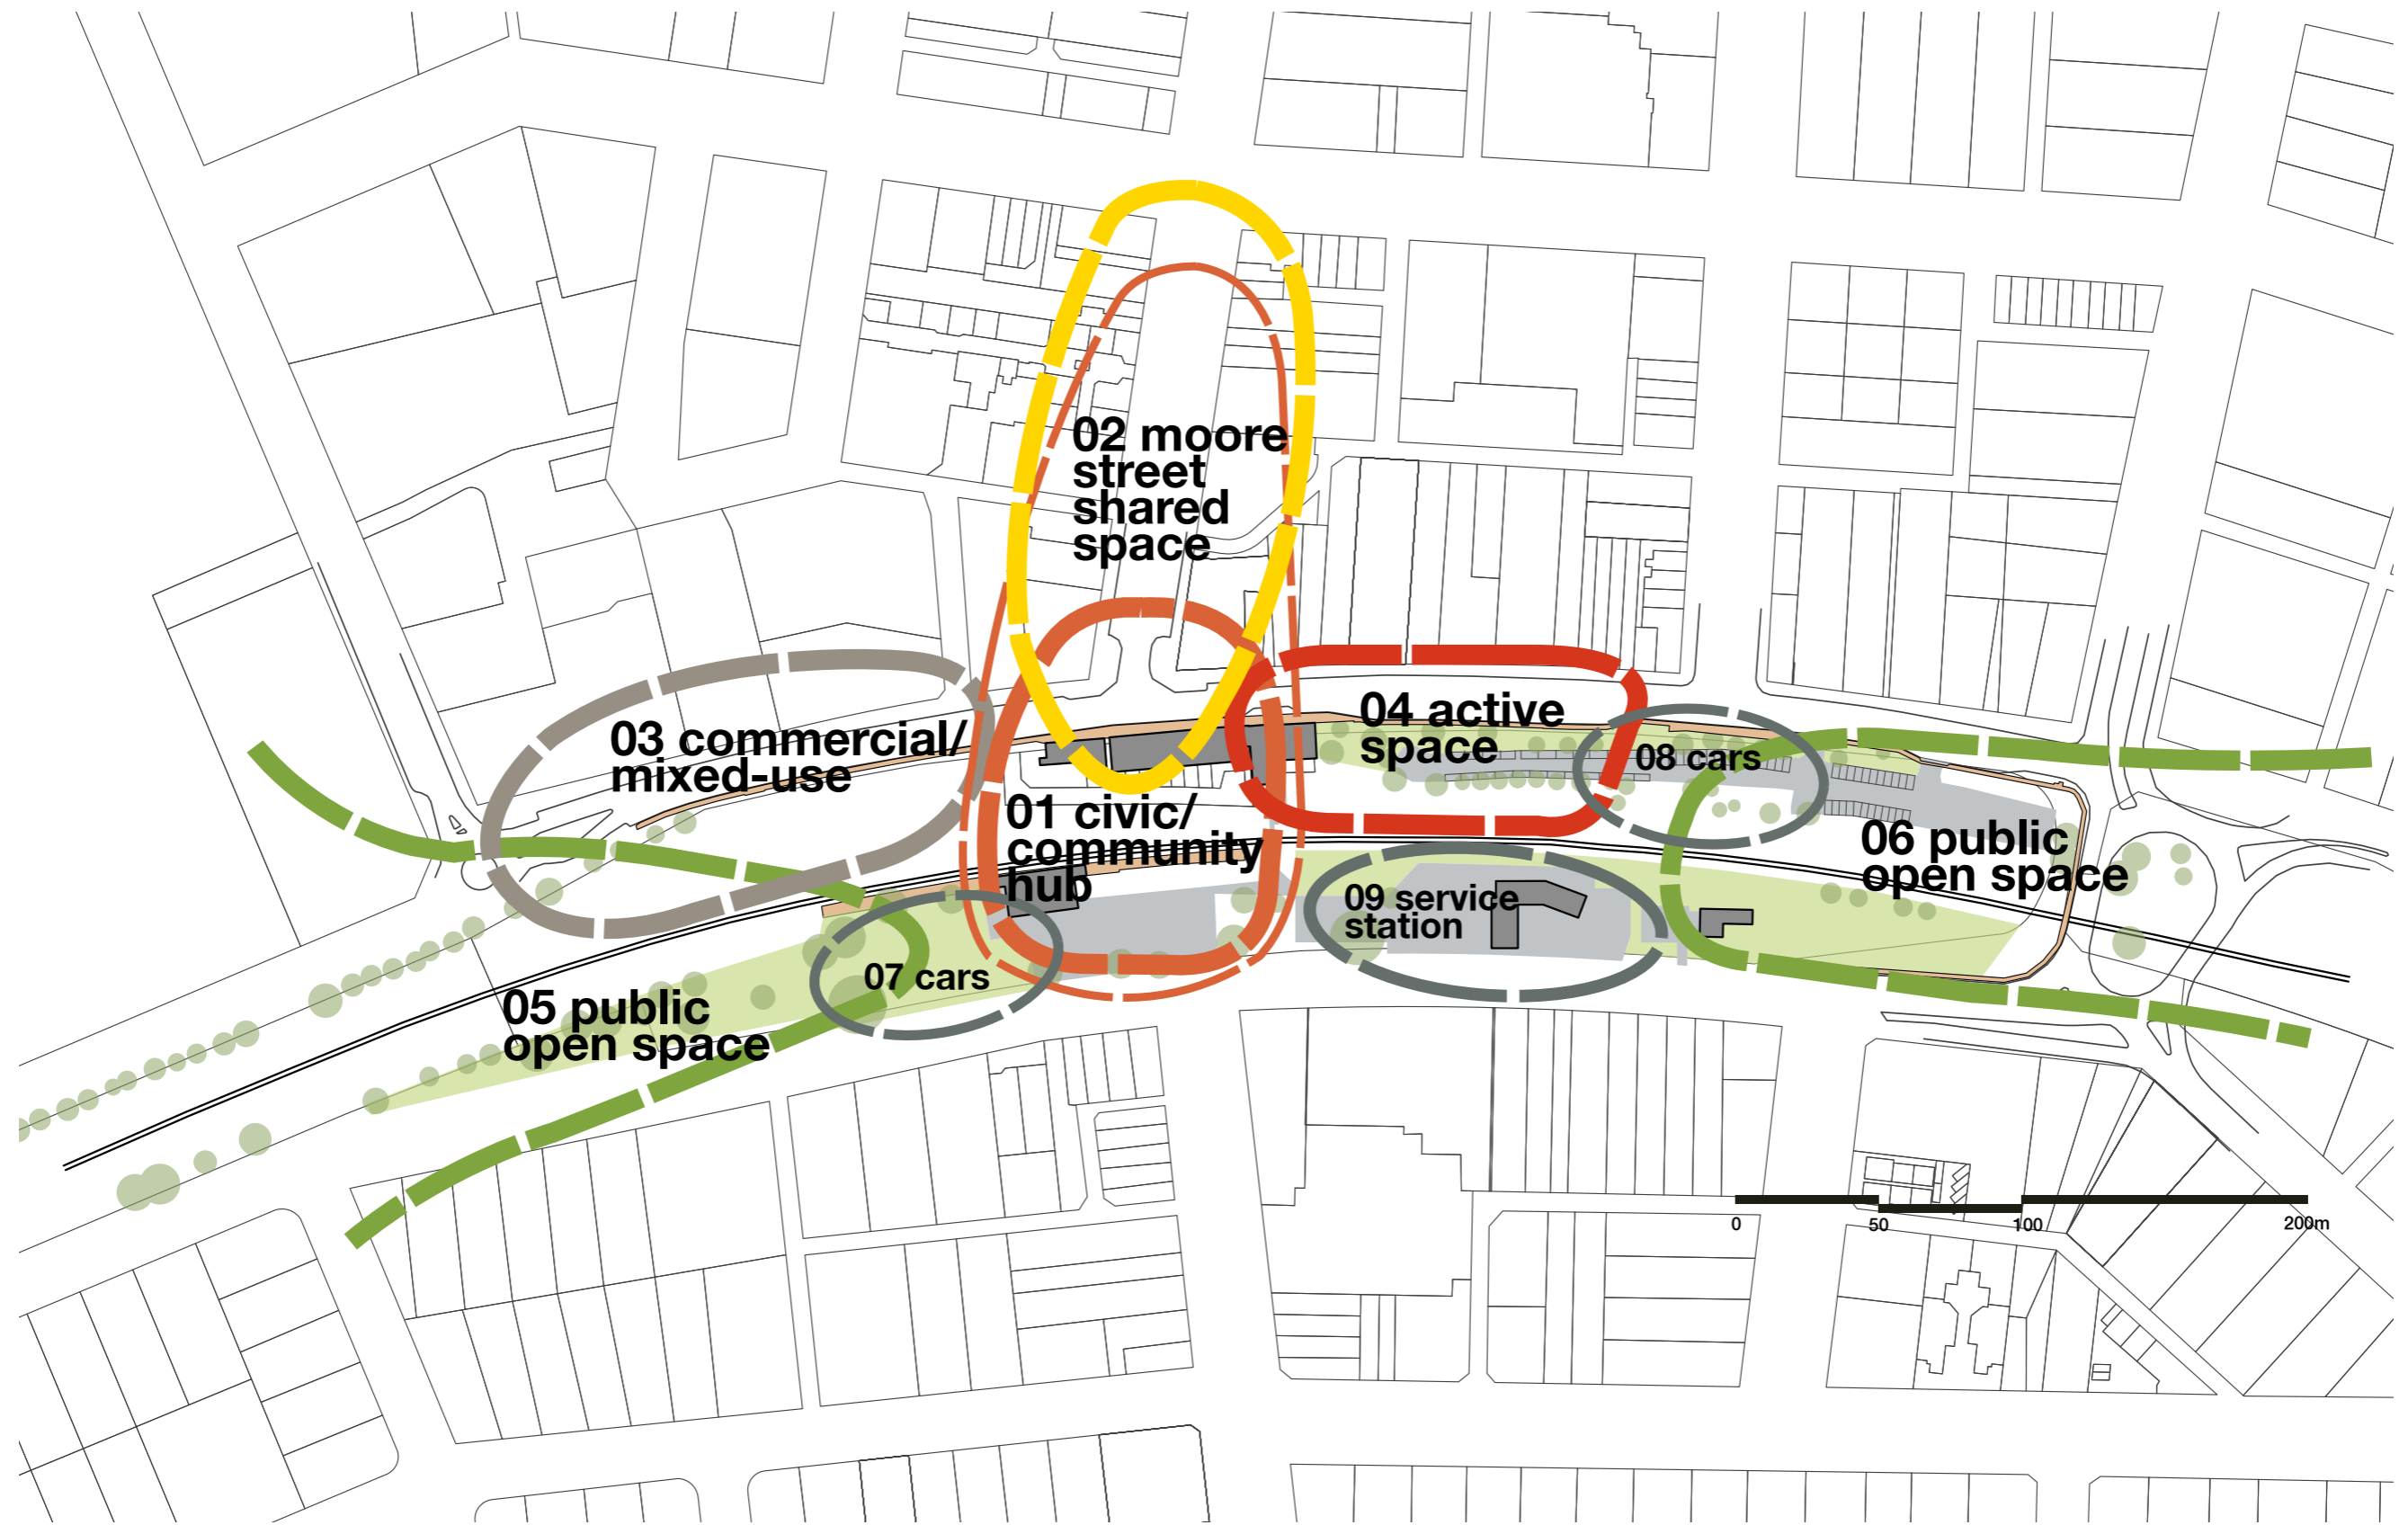 02 moore
street
shared
space
03 commercial/
mixed-use
04 active
space
08 cars
01 civic/
community
hub
06 public
open space
09 service
station
07 cars
05 public
open space
0 50 100 200m